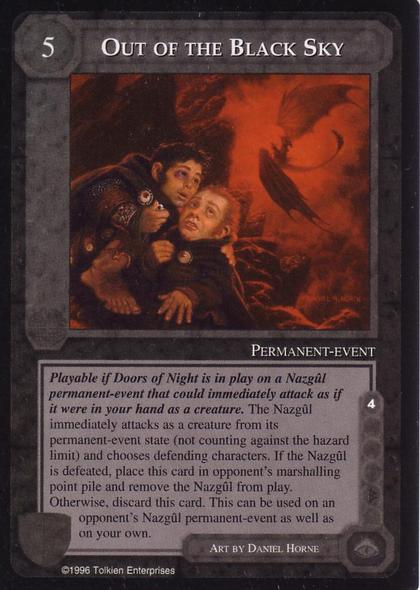 5
OUT OF THE BLACK SKY
PERMANENT-EVENT
Playable if Doors of Night is in play on a Nazgûl
permanent-event that could immediately attack as if
it were in your hand as a creature. The Nazgûl
immediately attacks as a creature from its
permanent-event state (not counting against the hazard
limit) and chooses defending characters. If the Nazgûl
is defeated, place this card in opponent's marshalling
point pile and remove the Nazgûl from play.
Otherwise, discard this card. This can be used on an
opponent's Nazgûl permanent-event as well as
on your own.
4
ART BY DANIEL HORNE
©1996 Tolkien Enterprises